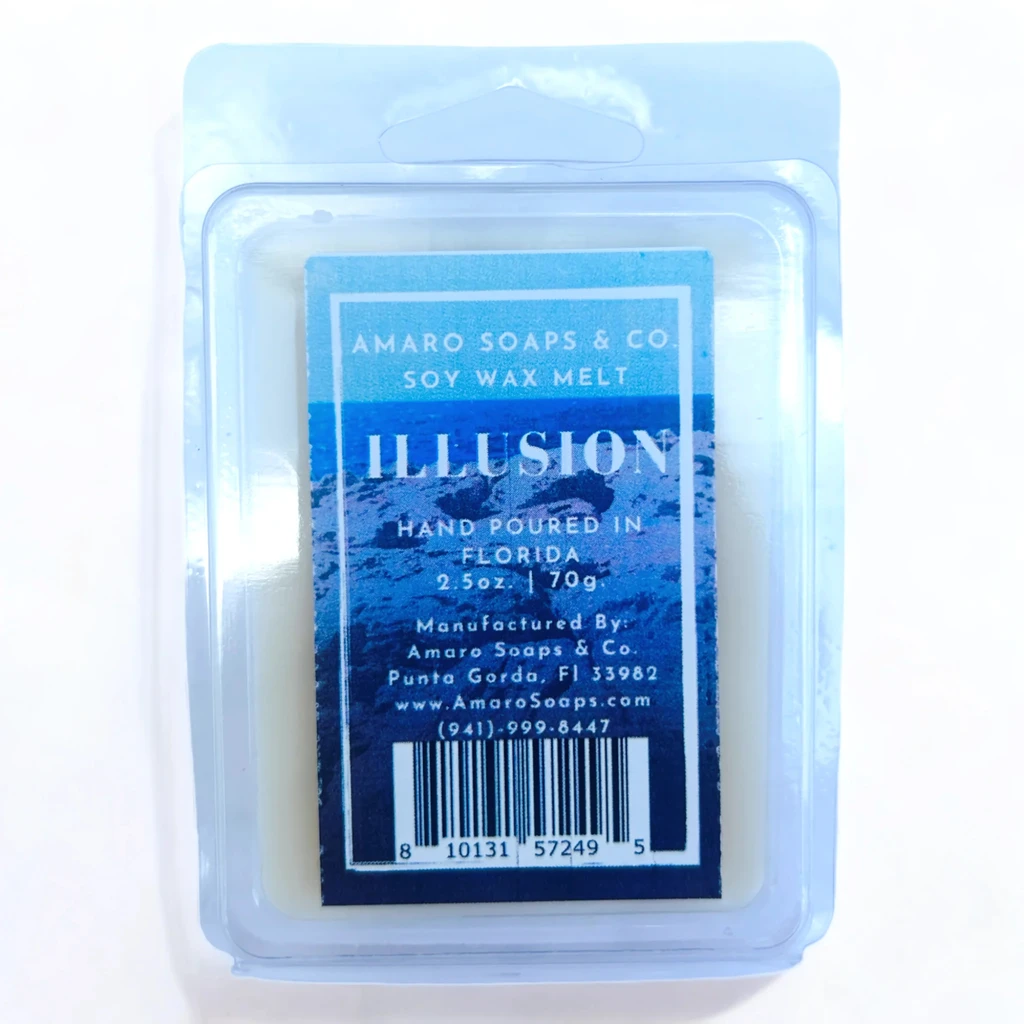 AMARO SOAPS & CO.
SOY WAX MELT
ILLUSION
HAND POURED IN
FLORIDA
2.5oz. | 70g.
Manufactured By:
Amaro Soaps & Co.
Punta Gorda, Fl 33982
www.AmaroSoaps.com
(941)-999-8447
8 10131 57249 5